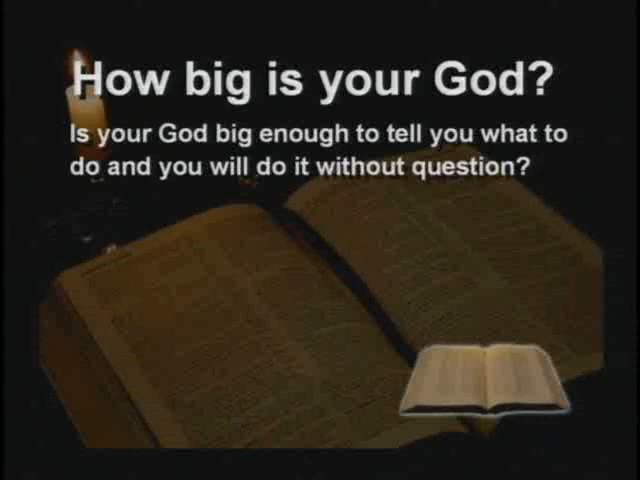 How big is your God?
Is your God big enough to tell you what to
do and you will do it without question?